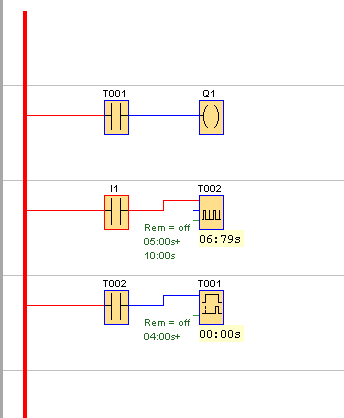 T001 Q1
I1 T002
Rem = off
05:00s+
10:00s
06:79s
T002 T001
Rem = off
04:00s+
00:00s